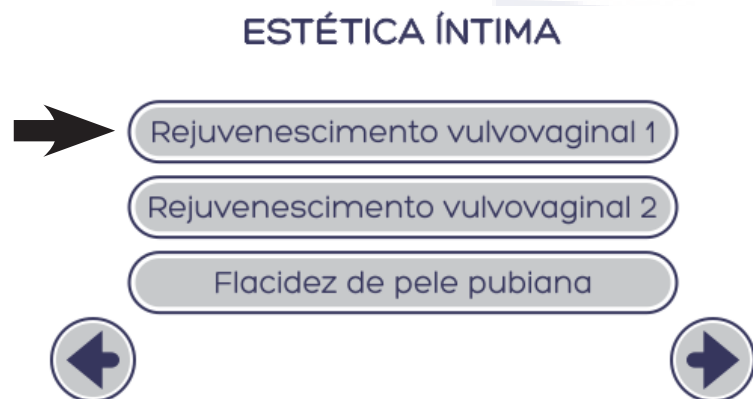 ESTÉTICA ÍNTIMA
Rejuvenescimento vulvovaginal 1
Rejuvenescimento vulvovaginal 2
Flacidez de pele pubiana